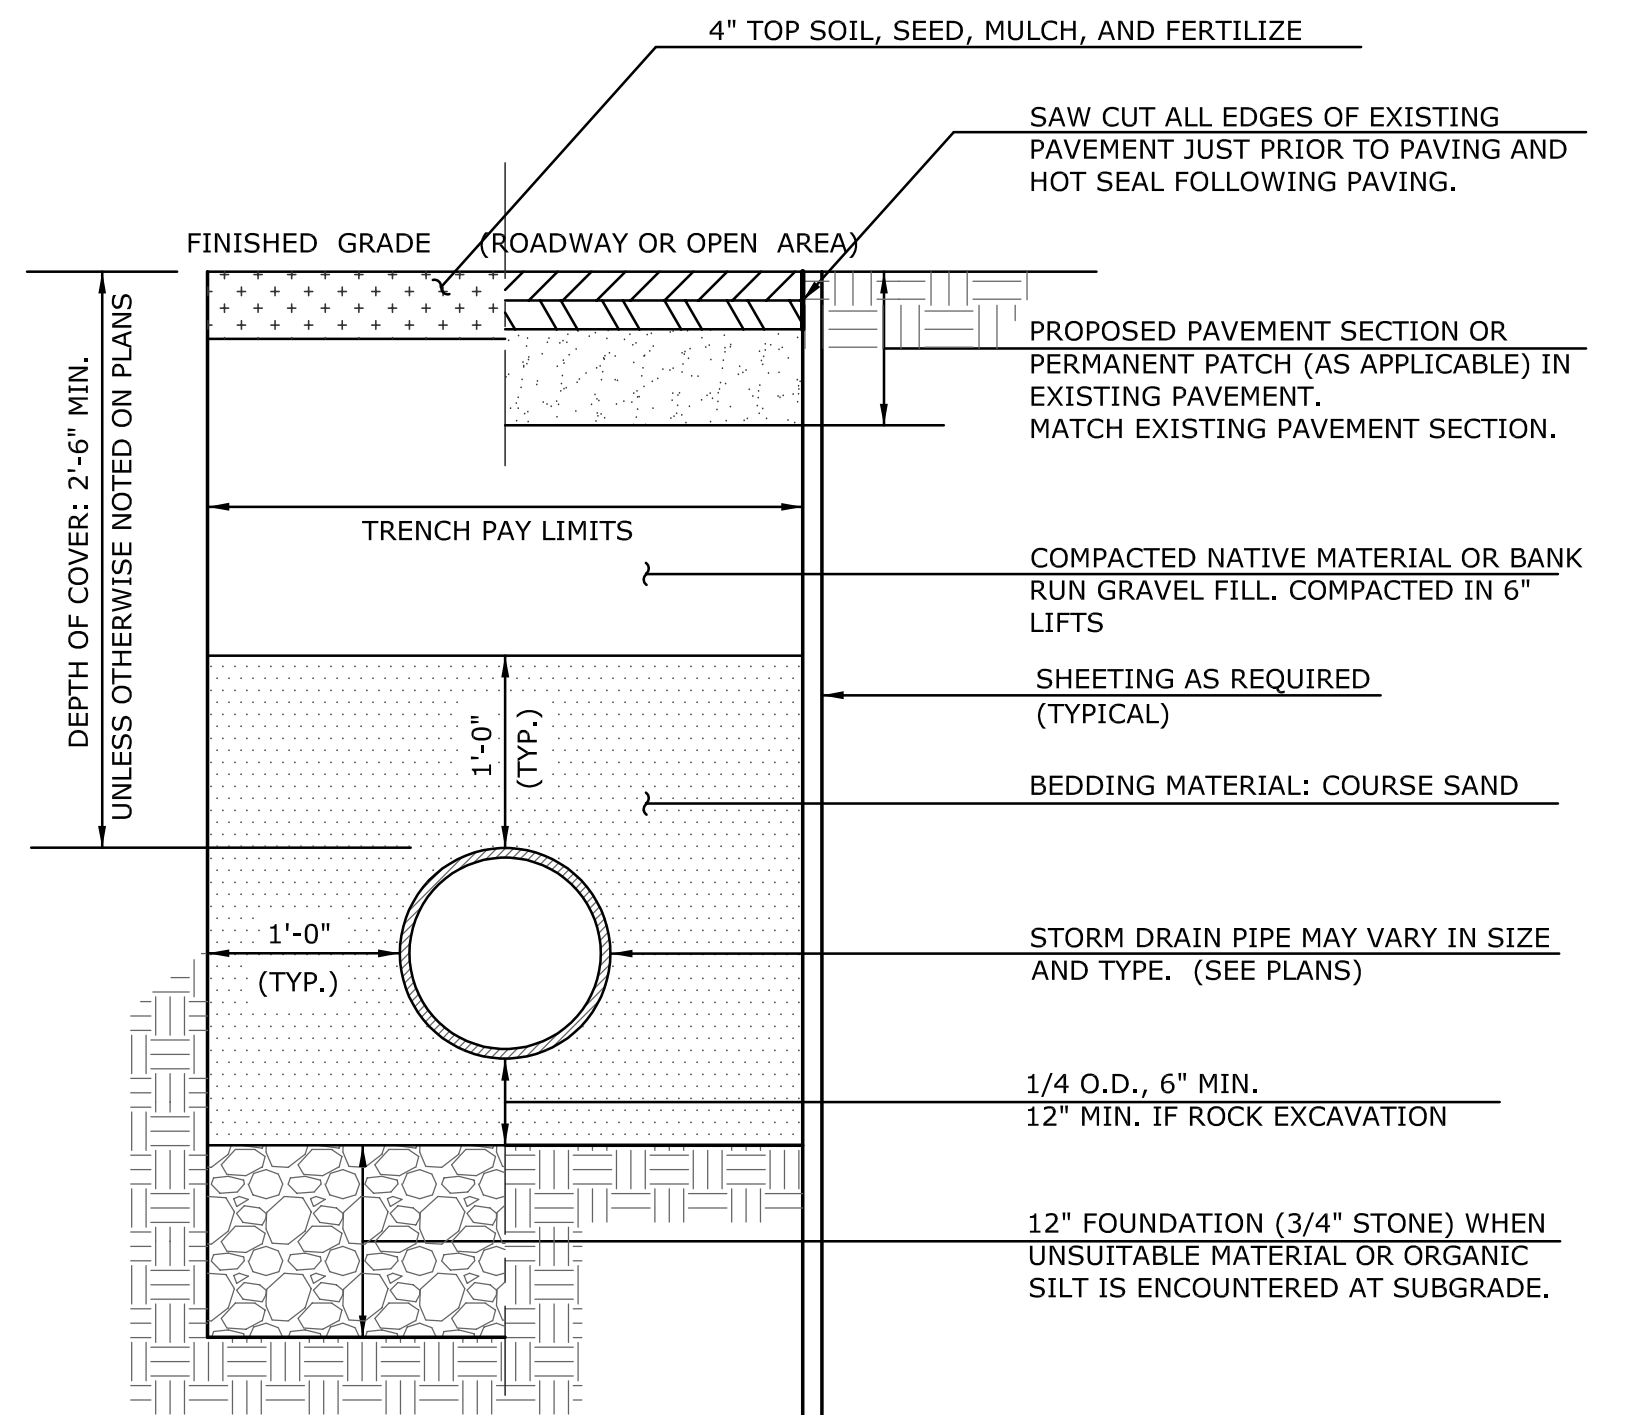 4" TOP SOIL, SEED, MULCH, AND FERTILIZE
SAW CUT ALL EDGES OF EXISTING
PAVEMENT JUST PRIOR TO PAVING AND
HOT SEAL FOLLOWING PAVING.
FINISHED GRADE (ROADWAY OR OPEN AREA)
DEPTH OF COVER: 2'-6" MIN.
UNLESS OTHERWISE NOTED ON PLANS
PROPOSED PAVEMENT SECTION OR
PERMANENT PATCH (AS APPLICABLE) IN
EXISTING PAVEMENT.
MATCH EXISTING PAVEMENT SECTION.
TRENCH PAY LIMITS
COMPACTED NATIVE MATERIAL OR BANK
RUN GRAVEL FILL. COMPACTED IN 6"
LIFTS
SHEETING AS REQUIRED
(TYPICAL)
1'-0"
(TYP.)
BEDDING MATERIAL: COURSE SAND
1'-0"
(TYP.)
STORM DRAIN PIPE MAY VARY IN SIZE
AND TYPE. (SEE PLANS)
1/4 O.D., 6" MIN.
12" MIN. IF ROCK EXCAVATION
12" FOUNDATION (3/4" STONE) WHEN
UNSUITABLE MATERIAL OR ORGANIC
SILT IS ENCOUNTERED AT SUBGRADE.